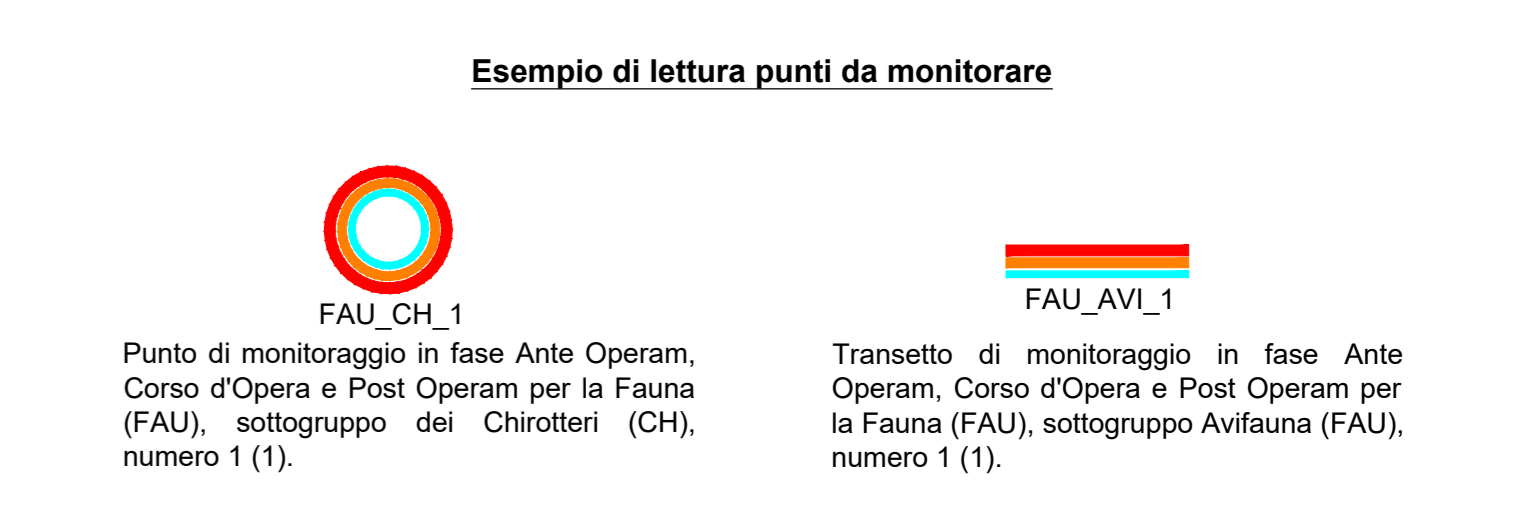 Esempio di lettura punti da monitorare
FAU_CH_1
Punto di monitoraggio in fase Ante Operam,
Corso d'Opera e Post Operam per la Fauna
(FAU), sottogruppo dei Chirotteri (CH),
numero 1 (1).
FAU_AVI_1
Transetto di monitoraggio in fase Ante
Operam, Corso d'Opera e Post Operam per
la Fauna (FAU), sottogruppo Avifauna (FAU),
numero 1 (1).